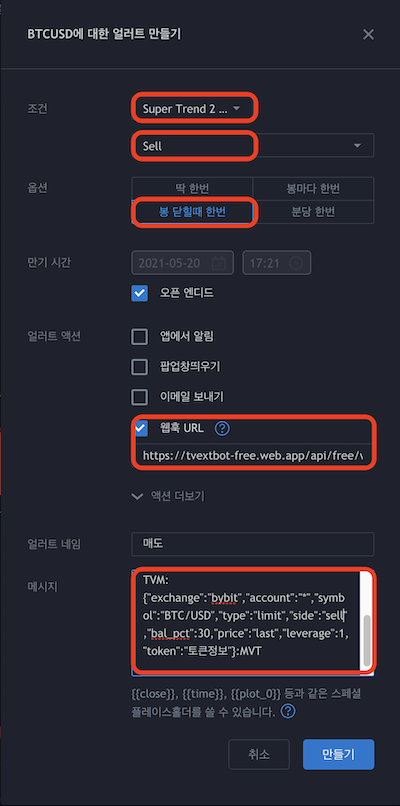 BTCUSD에 대한 얼러트 만들기
조건
Super Trend 2 ...
Sell
옵션
딱 한번
봉마다 한번
봉 닫힐때 한번
분당 한번
만기 시간
2021-05-20
17:21
오픈 엔디드
얼러트 액션
앱에서 알림
팝업창띄우기
이메일 보내기
웹훅 URL
https://tvextbot-free.web.app/api/free/v
액션 더보기
얼러트 네임
매도
메시지
TVM:
{"exchange":"bybit","account":"*","symb
ol":"BTC/USD","type":"limit","side":"sell"
,"bal_pct":30,"price":"last","leverage":1,
"token":"토큰정보"}:MVT
{{close}}, {{time}}, {{plot_0}} 등과 같은 스페셜
플레이스홀더를 쓸 수 있습니다.
취소
만들기